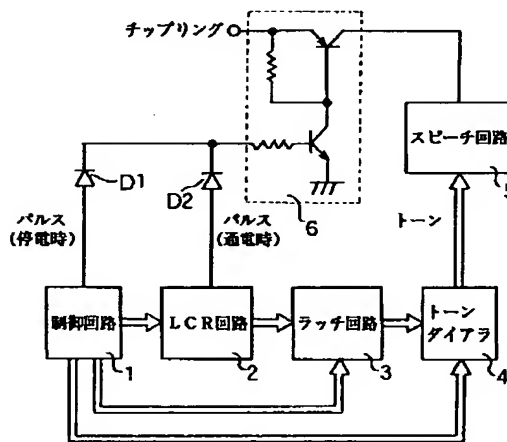 チップリング
スピーチ回路
5
D1
D2
6
パルス
(停電時)
パルス
(通電時)
トーン
制御回路
1
LCR回路
2
ラッチ回路
3
トーン
ダイアラ
4